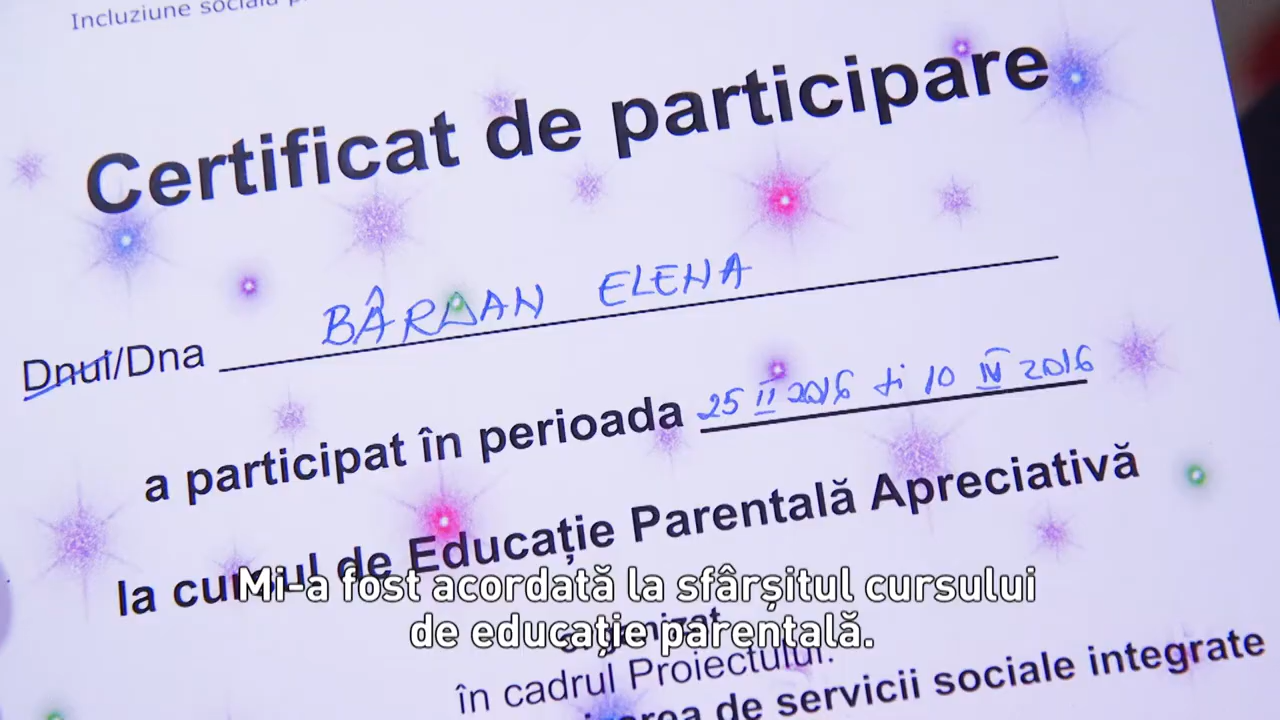 Incluziune socială
Certificat de participare
Dnul/Dna BÂRDAN ELENA
a participat în perioada 25 II 2016 și 10 IV 2016
la cursul de Educație Parentală Apreciativă
Mi-a fost acordată la sfârșitul cursului
de educație parentală.
organizat
în cadrul Proiectului:
de servicii sociale integrate